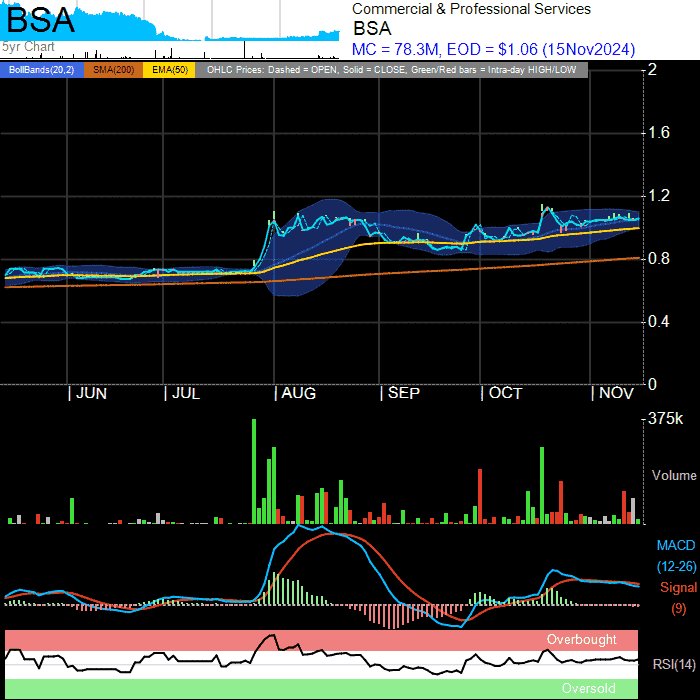 BSA
5yr Chart
Commercial & Professional Services
BSA
MC = 78.3M, EOD = $1.06 (15Nov2024)
BollBands(20,2) SMA(200) EMA(50) OHLC Prices: Dashed = OPEN, Solid = CLOSE, Green/Red bars = Intra-day HIGH/LOW
2
1.6
1.2
0.8
0.4
0
| JUN | JUL | AUG | SEP | OCT | NOV
375k
Volume
MACD
(12-26)
Signal
(9)
Overbought
RSI(14)
Oversold